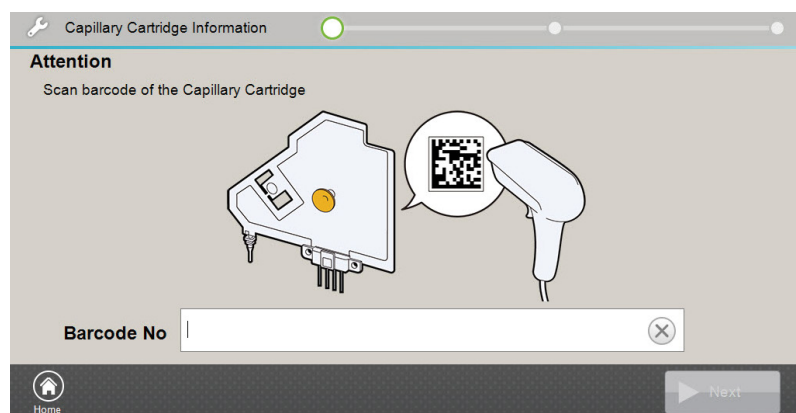 Capillary Cartridge Information
Attention
Scan barcode of the Capillary Cartridge
Barcode No
Home
Next